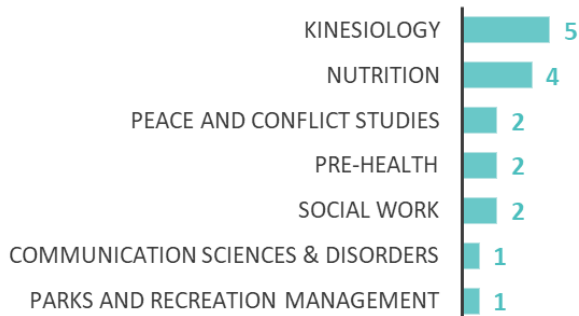 KINESIOLOGY 5
NUTRITION 4
PEACE AND CONFLICT STUDIES 2
PRE-HEALTH 2
SOCIAL WORK 2
COMMUNICATION SCIENCES & DISORDERS 1
PARKS AND RECREATION MANAGEMENT 1